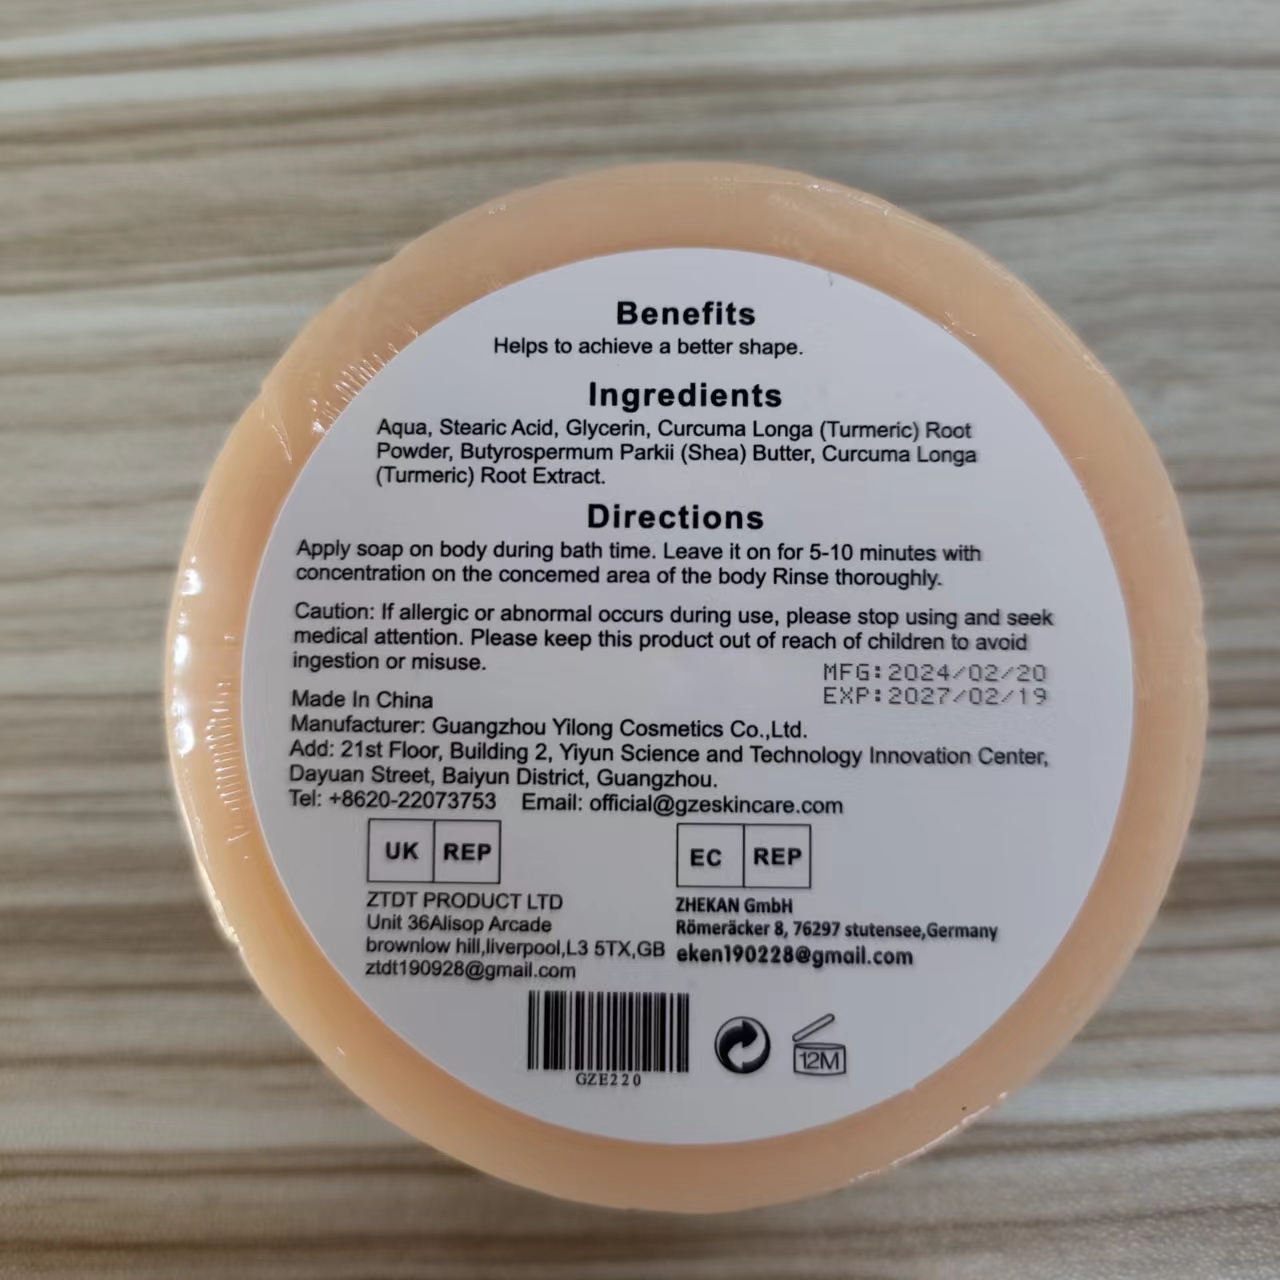 Benefits
Helps to achieve a better shape.
Ingredients
Aqua, Stearic Acid, Glycerin, Curcuma Longa (Turmeric) Root
Powder, Butyrospermum Parkii (Shea) Butter, Curcuma Longa
(Turmeric) Root Extract.
Directions
Apply soap on body during bath time. Leave it on for 5-10 minutes with
concentration on the concemed area of the body Rinse thoroughly.
Caution: If allergic or abnormal occurs during use, please stop using and seek
medical attention. Please keep this product out of reach of children to avoid
ingestion or misuse.
MFG:2024/02/20
EXP:2027/02/19
Made In China
Manufacturer: Guangzhou Yilong Cosmetics Co.,Ltd.
Add: 21st Floor, Building 2, Yiyun Science and Technology Innovation Center,
Dayuan Street, Baiyun District, Guangzhou.
Tel: +8620-22073753 Email: official@gzeskincare.com
UK REP
ZTDT PRODUCT LTD
Unit 36Alisop Arcade
brownlow hill,liverpool,L3 5TX,GB
ztdt190928@gmail.com
EC REP
ZHEKAN GmbH
Römeräcker 8, 76297 stutensee,Germany
eken190228@gmail.com
GZE220
12M